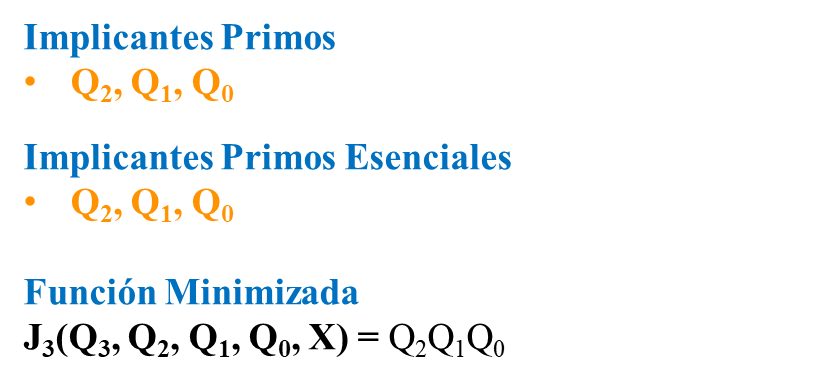 Implicantes Primos
• Q₂, Q₁, Q₀
Implicantes Primos Esenciales
• Q₂, Q₁, Q₀
Función Minimizada
J₃(Q₃, Q₂, Q₁, Q₀, X) = Q₂Q₁Q₀